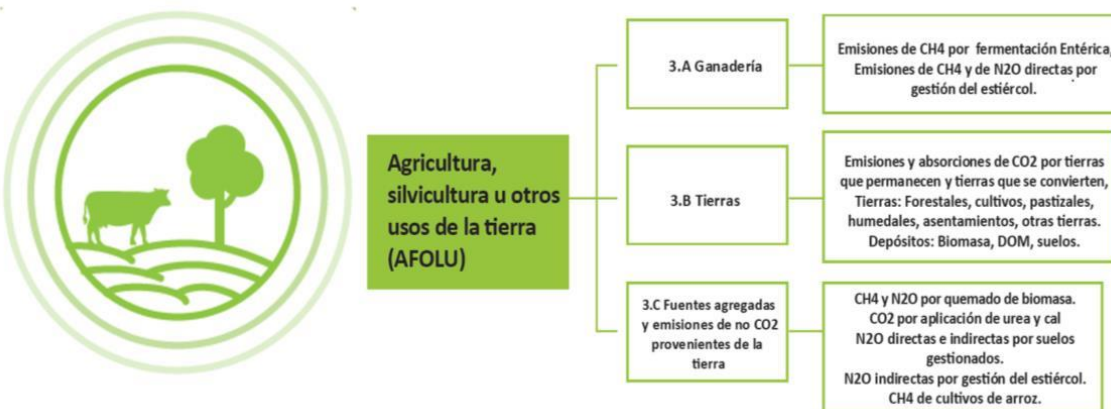 Agricultura,
silvicultura u otros
usos de la tierra
(AFOLU)
3.A Ganadería
Emisiones de CH4 por fermentación Entérica,
Emisiones de CH4 y de N2O directas por
gestión del estiércol.
3.B Tierras
Emisiones y absorciones de CO2 por tierras
que permanecen y tierras que se convierten,
Tierras: Forestales, cultivos, pastizales,
humedales, asentamientos, otras tierras.
Depósitos: Biomasa, DOM, suelos.
3.C Fuentes agregadas
y emisiones de no CO2
provenientes de la
tierra
CH4 y N2O por quemado de biomasa.
CO2 por aplicación de urea y cal
N2O directas e indirectas por suelos
gestionados.
N2O indirectas por gestión del estiércol.
CH4 de cultivos de arroz.